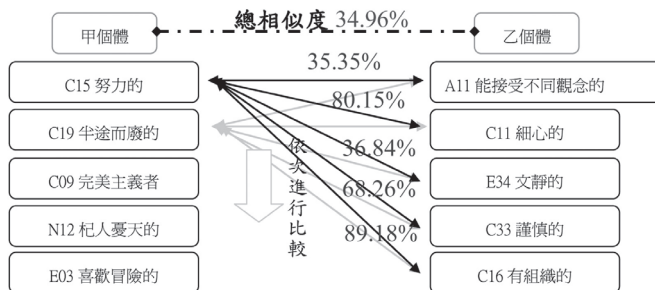 總相似度 34.96%
甲個體
乙個體
35.35%
C15 努力的
A11 能接受不同觀念的
80.15%
C19 半途而廢的
C11 細心的
36.84%
依次進行比較
C09 完美主義者
E34 文靜的
68.26%
N12 杞人憂天的
C33 謹慎的
89.18%
E03 喜歡冒險的
C16 有組織的